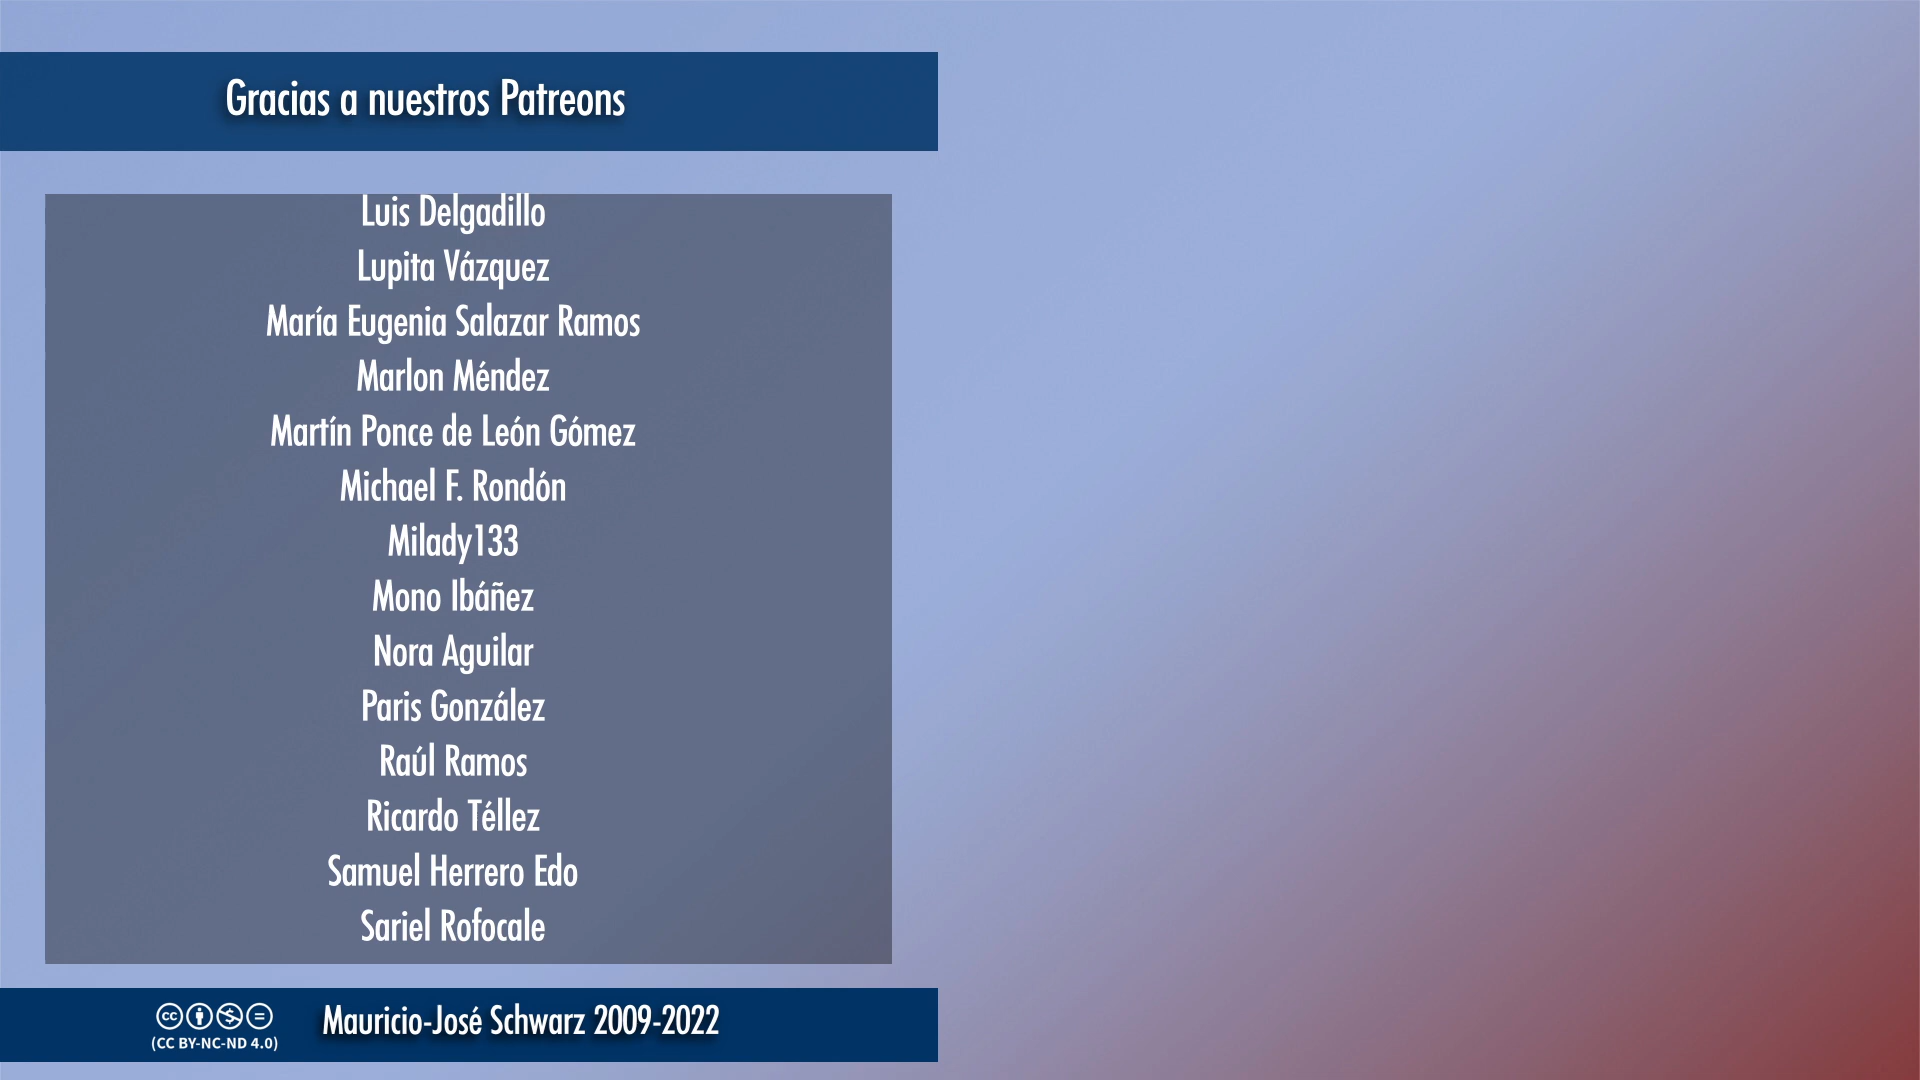 Gracias a nuestros Patreons
Luis Delgadillo
Lupita Vázquez
María Eugenia Salazar Ramos
Marlon Méndez
Martín Ponce de León Gómez
Michael F. Rondón
Milady133
Mono Ibáñez
Nora Aguilar
Paris González
Raúl Ramos
Ricardo Téllez
Samuel Herrero Edo
Sariel Rofocale
cc
(CC BY-NC-ND 4.0)
Mauricio-José Schwarz 2009-2022